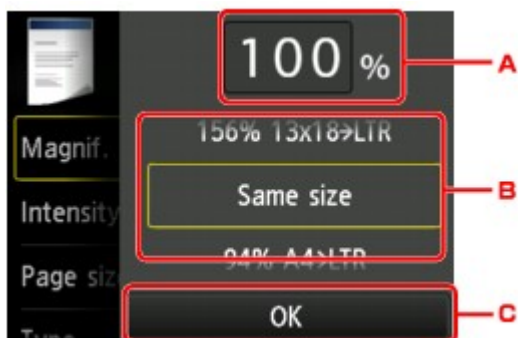 100 %
A
156% 13x18→LTR
Magnif.
Same size
B
Intensity
94% A4→LTR
Page siz
OK
C